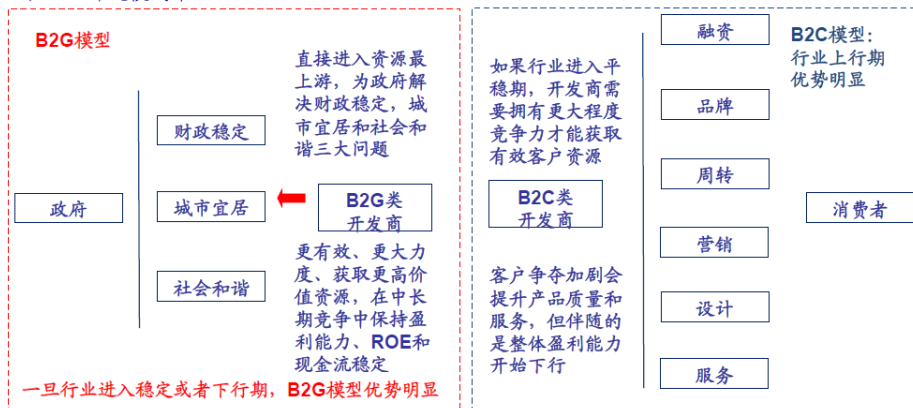 B2G模型
直接进入资源最
上游，为政府解
决财政稳定，城
市宜居和社会和
谐三大问题
财政稳定
政府
城市宜居
B2G类
开发商
社会和谐
更有效、更大力
度、获取更高价
值资源，在中长
期竞争中保持盈
利能力、ROE和
现金流稳定
一旦行业进入稳定或者下行期，B2G模型优势明显
如果行业进入平
稳期，开发商需
要拥有更大程度
竞争力才能获取
有效客户资源
B2C类
开发商
客户争夺加剧会
提升产品质量和
服务，但伴随的
是整体盈利能力
开始下行
融资
品牌
周转
营销
设计
服务
B2C模型：
行业上行期
优势明显
消费者